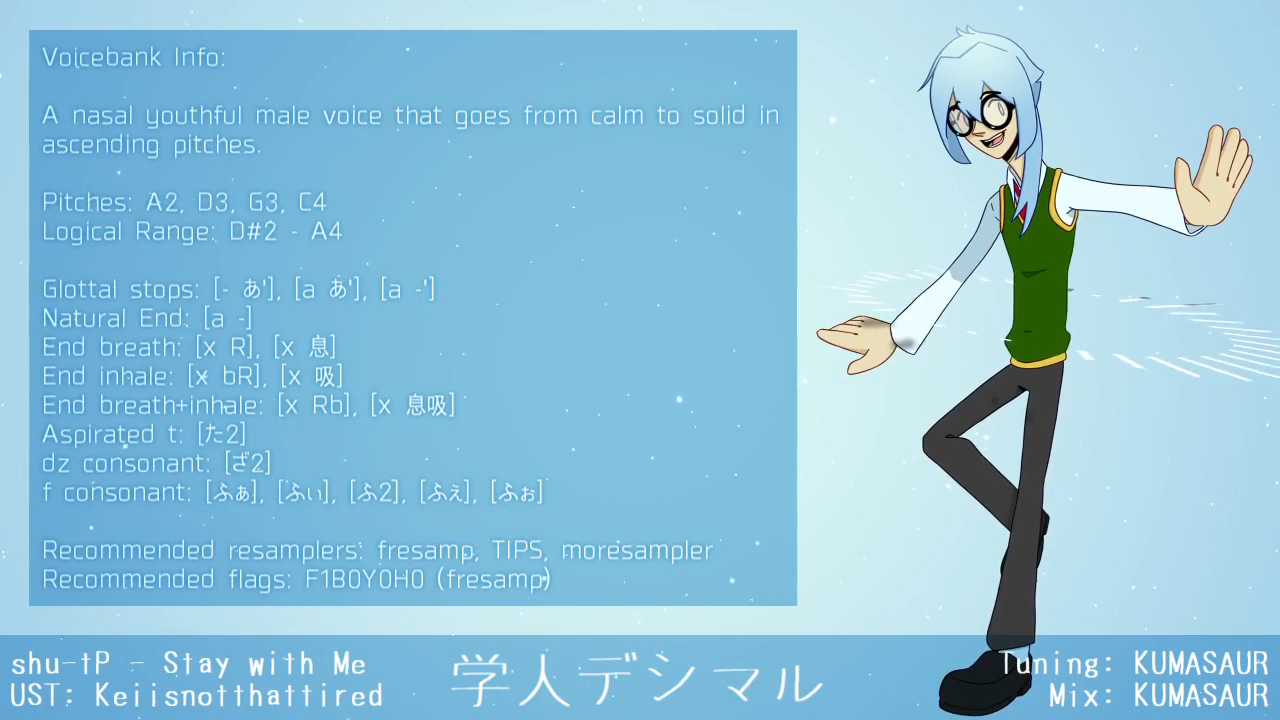 Voicebank Info:
A nasal youthful male voice that goes from calm to solid in
ascending pitches.
Pitches: A2, D3, G3, C4
Logical Range: D#2 - A4
Glottal stops: [- あ'], [a あ'], [a -']
Natural End: [a -]
End breath: [x R], [x 息]
End inhale: [x bR], [x 吸]
End breath+inhale: [x Rb], [x 息吸]
Aspirated t: [た2]
dz consonant: [ざ2]
f consonant: [ふぁ], [ふぃ], [ふ2], [ふぇ], [ふぉ]
Recommended resamplers: fresamp, TIPS, moresampler
Recommended flags: F1B0Y0H0 (fresamp)
shu-tP - Stay with Me
UST: Keiisnotthattired
学人デシマル
Tuning: KUMASAUR
Mix: KUMASAUR